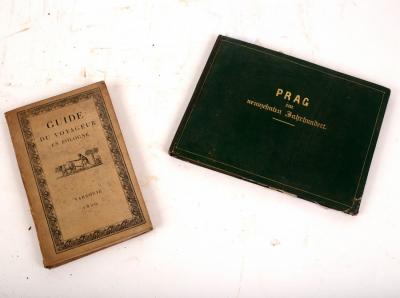 GUIDE
DU VOYAGEUR
EN POLOGNE
VARSOVIE
PRAG
im
neunzehnten Jahrhundert.